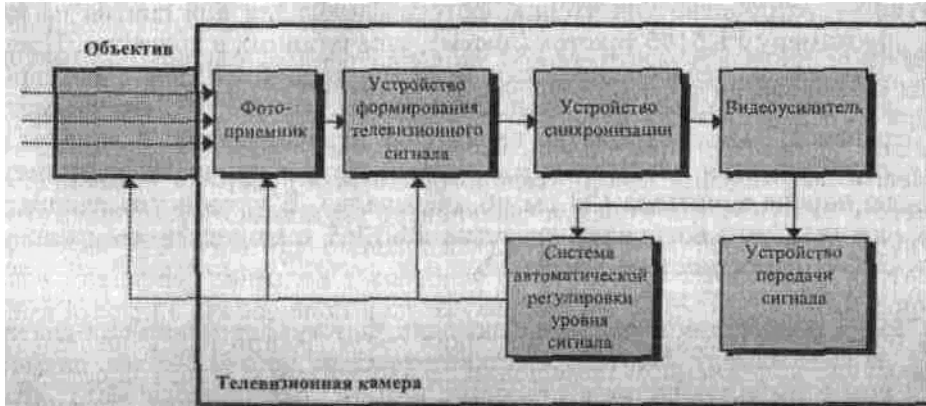 Объектив
Фото-
приемник
Устройство
формирования
телевизионного
сигнала
Устройство
синхронизации
Видеоусилитель
Система
автоматической
регулировки
уровня
сигнала
Устройство
передачи
сигнала
Телевизионная камера